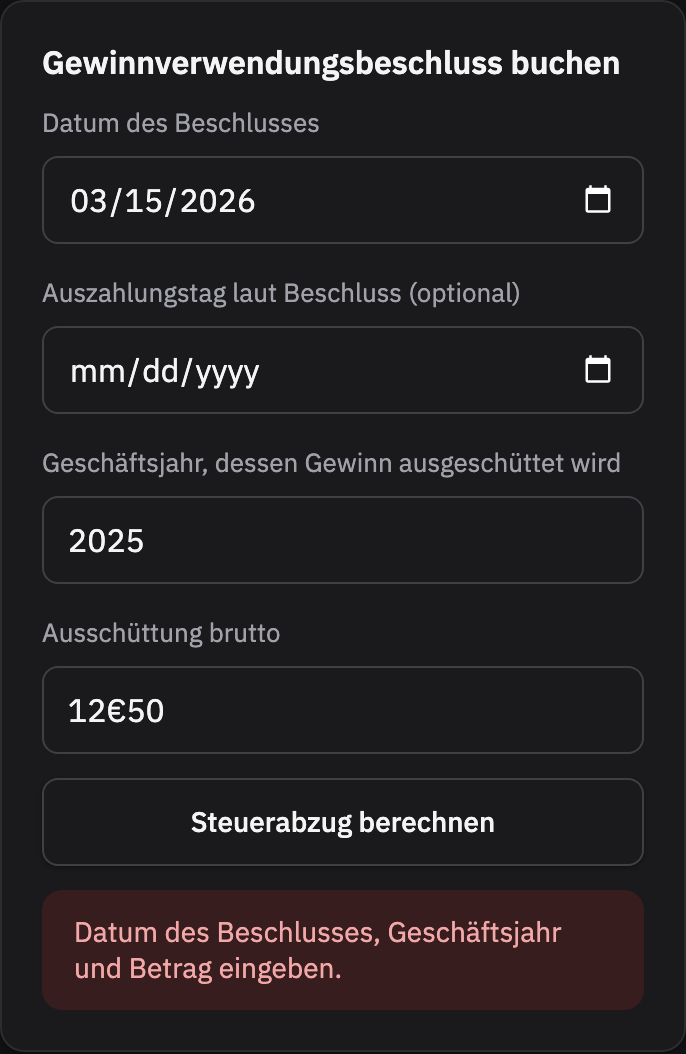 Gewinnverwendungsbeschluss buchen
Datum des Beschlusses
03/15/2026
Auszahlungstag laut Beschluss (optional)
mm/dd/yyyy
Geschäftsjahr, dessen Gewinn ausgeschüttet wird
2025
Ausschüttung brutto
12€50
Steuerabzug berechnen
Datum des Beschlusses, Geschäftsjahr
und Betrag eingeben.